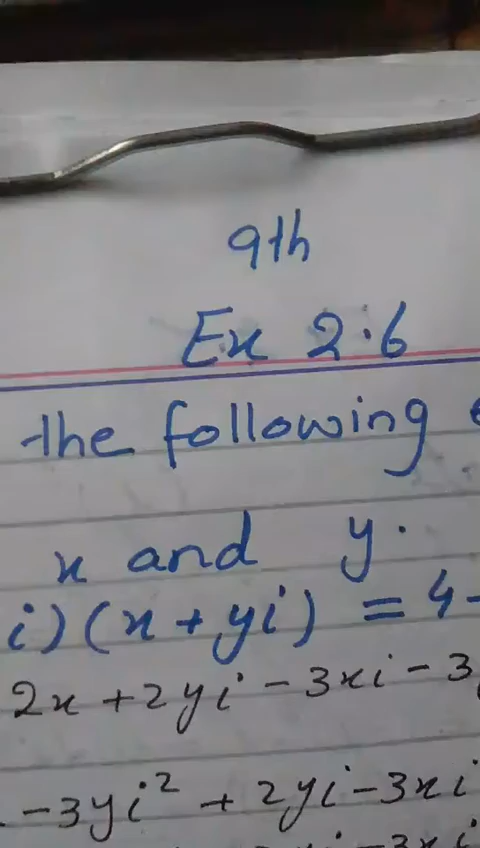 9th
Ex 2.6
the following
x and y.
i) (x + yi) = 4-
2x + 2yi - 3xi - 3
-3yi² + 2yi - 3xi